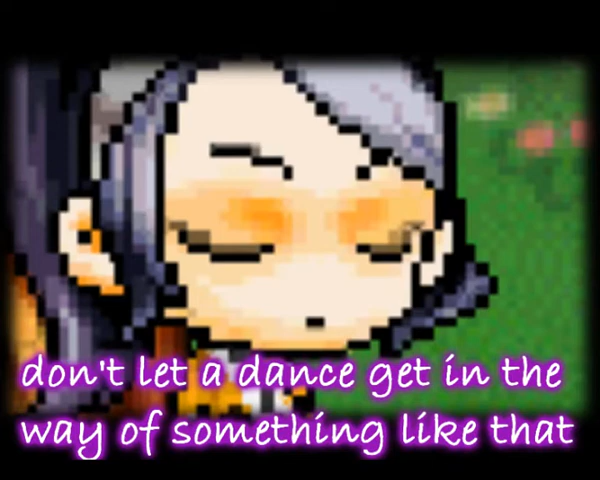 don't let a dance get in the
way of something like that